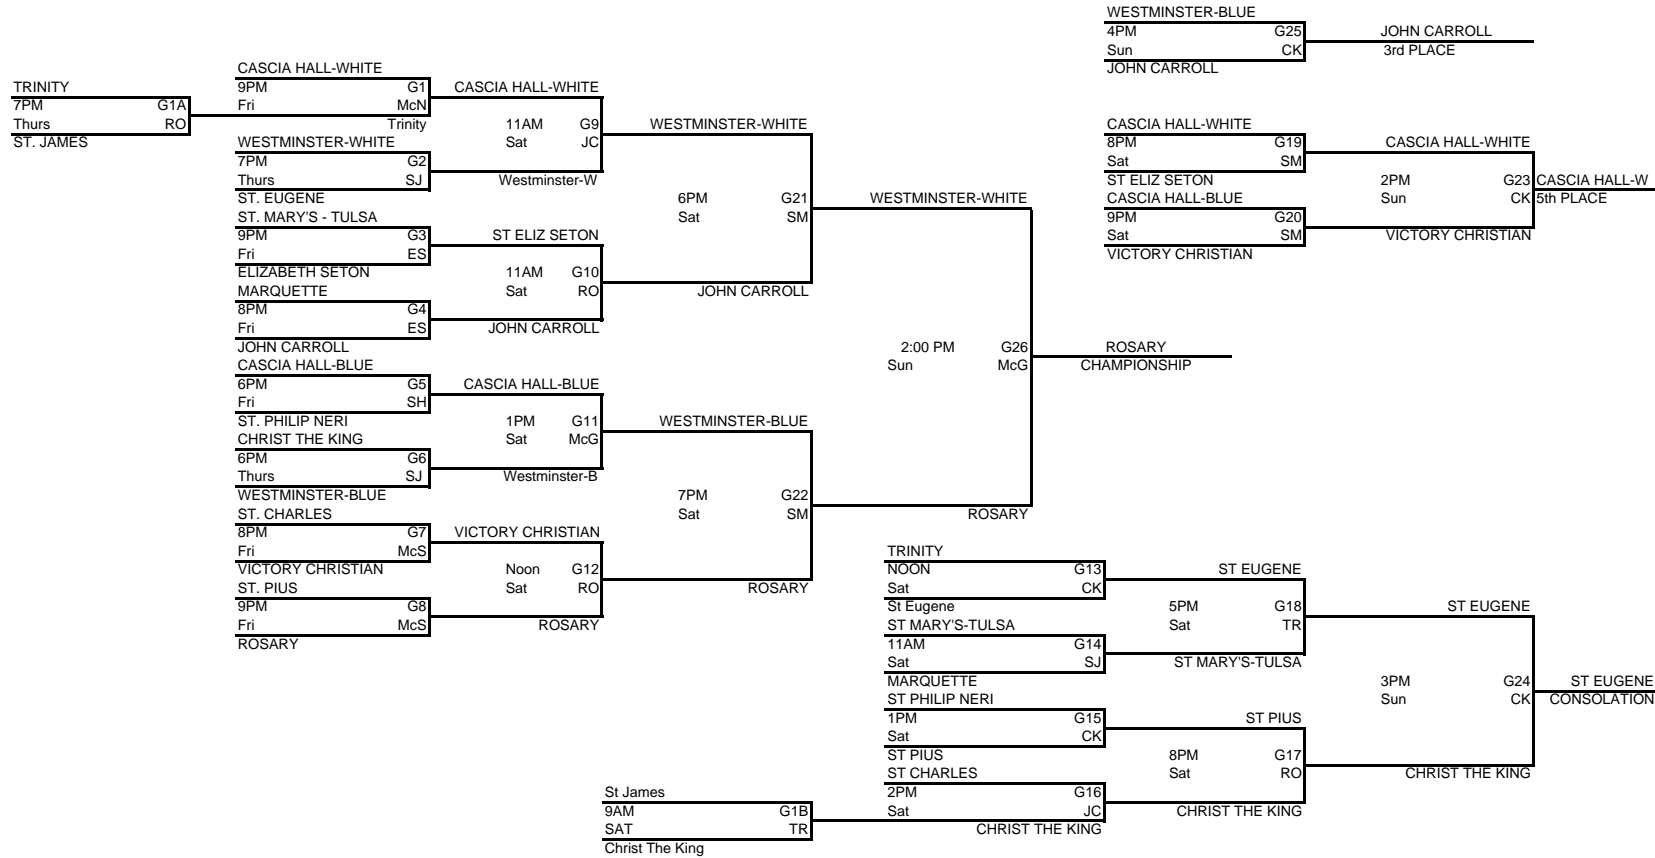 WESTMINSTER-BLUE
4PM G25 JOHN CARROLL
Sun CK 3rd PLACE
JOHN CARROLL
CASCIA HALL-WHITE
TRINITY 9PM G1 CASCIA HALL-WHITE
7PM G1A Fri McN
Thurs RO Trinity 11AM G9 WESTMINSTER-WHITE CASCIA HALL-WHITE
ST. JAMES WESTMINSTER-WHITE Sat JC 8PM G19 CASCIA HALL-WHITE
7PM G2 Sat SM
Thurs SJ Westminster-W ST ELIZ SETON 2PM G23 CASCIA HALL-W
ST. EUGENE 6PM G21 WESTMINSTER-WHITE CASCIA HALL-BLUE Sun CK 5th PLACE
ST. MARY'S - TULSA Sat SM 9PM G20
9PM G3 ST ELIZ SETON Sat SM VICTORY CHRISTIAN
Fri ES VICTORY CHRISTIAN
ELIZABETH SETON 11AM G10
MARQUETTE Sat RO JOHN CARROLL
8PM G4
Fri ES JOHN CARROLL
JOHN CARROLL 2:00 PM G26 ROSARY
CASCIA HALL-BLUE Sun McG CHAMPIONSHIP
6PM G5 CASCIA HALL-BLUE
Fri SH
ST. PHILIP NERI 1PM G11 WESTMINSTER-BLUE
CHRIST THE KING Sat McG
6PM G6
Thurs SJ Westminster-B
WESTMINSTER-BLUE 7PM G22
ST. CHARLES Sat SM ROSARY
8PM G7 VICTORY CHRISTIAN
Fri McS TRINITY
VICTORY CHRISTIAN Noon G12 NOON G13 ST EUGENE
ST. PIUS Sat RO ROSARY Sat CK
9PM G8 St Eugene 5PM G18 ST EUGENE
Fri McS ROSARY ST MARY'S-TULSA Sat TR
ROSARY 11AM G14
Sat SJ ST MARY'S-TULSA
MARQUETTE 3PM G24 ST EUGENE
ST PHILIP NERI Sun CK CONSOLATION
1PM G15 ST PIUS
Sat CK
ST PIUS 8PM G17
ST CHARLES Sat RO CHRIST THE KING
St James 2PM G16
9AM G1B Sat JC CHRIST THE KING
SAT TR CHRIST THE KING
Christ The King